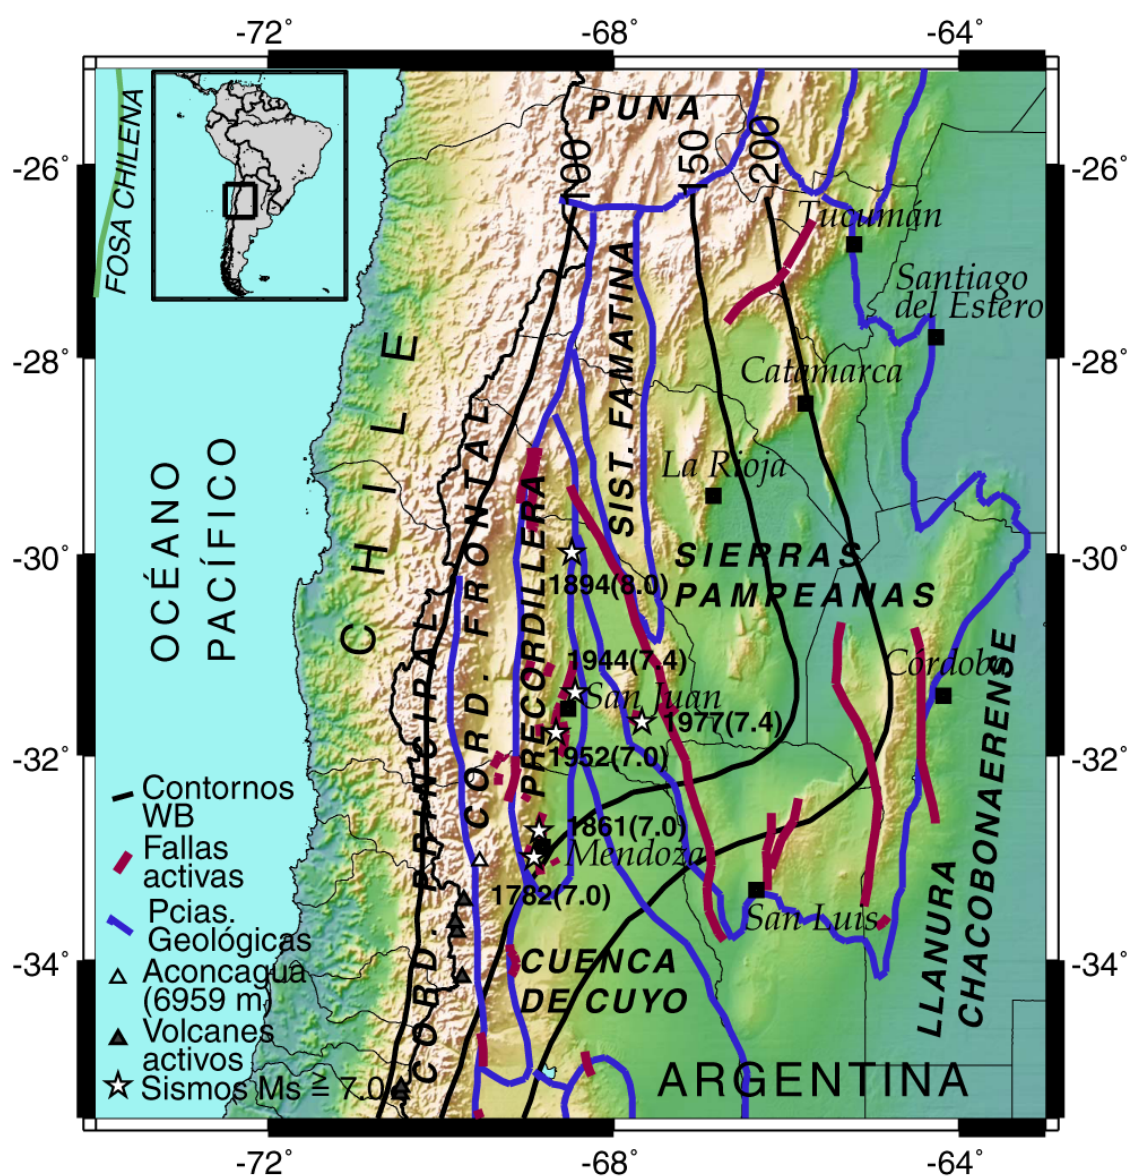 -72° -68° -64°
-26° -26°
-28° -28°
-30° -30°
-32° -32°
-34° -34°
-72° -68° -64°
FOSA CHILENA
PUNA
100
150
200
Tucumán
Santiago
del Estero
Catamarca
La Rioja
SIST. FAMATINA
CHILE
OCÉANO
PACÍFICO
CORD. FRONTAL
PRECORDILLERA
CORD. PRINCIPAL
SIERRAS
PAMPEANAS
1894(8.0)
1944(7.4)
San Juan
1977(7.4)
1952(7.0)
1861(7.0)
Mendoza
1782(7.0)
Córdoba
San Luis
LLANURA
CHACOBONAERENSE
CUENCA
DE CUYO
ARGENTINA
Contornos
WB
Fallas
activas
Pcias.
Geológicas
Aconcagua
(6959 m)
Volcanes
activos
Sismos Ms ≥ 7.0